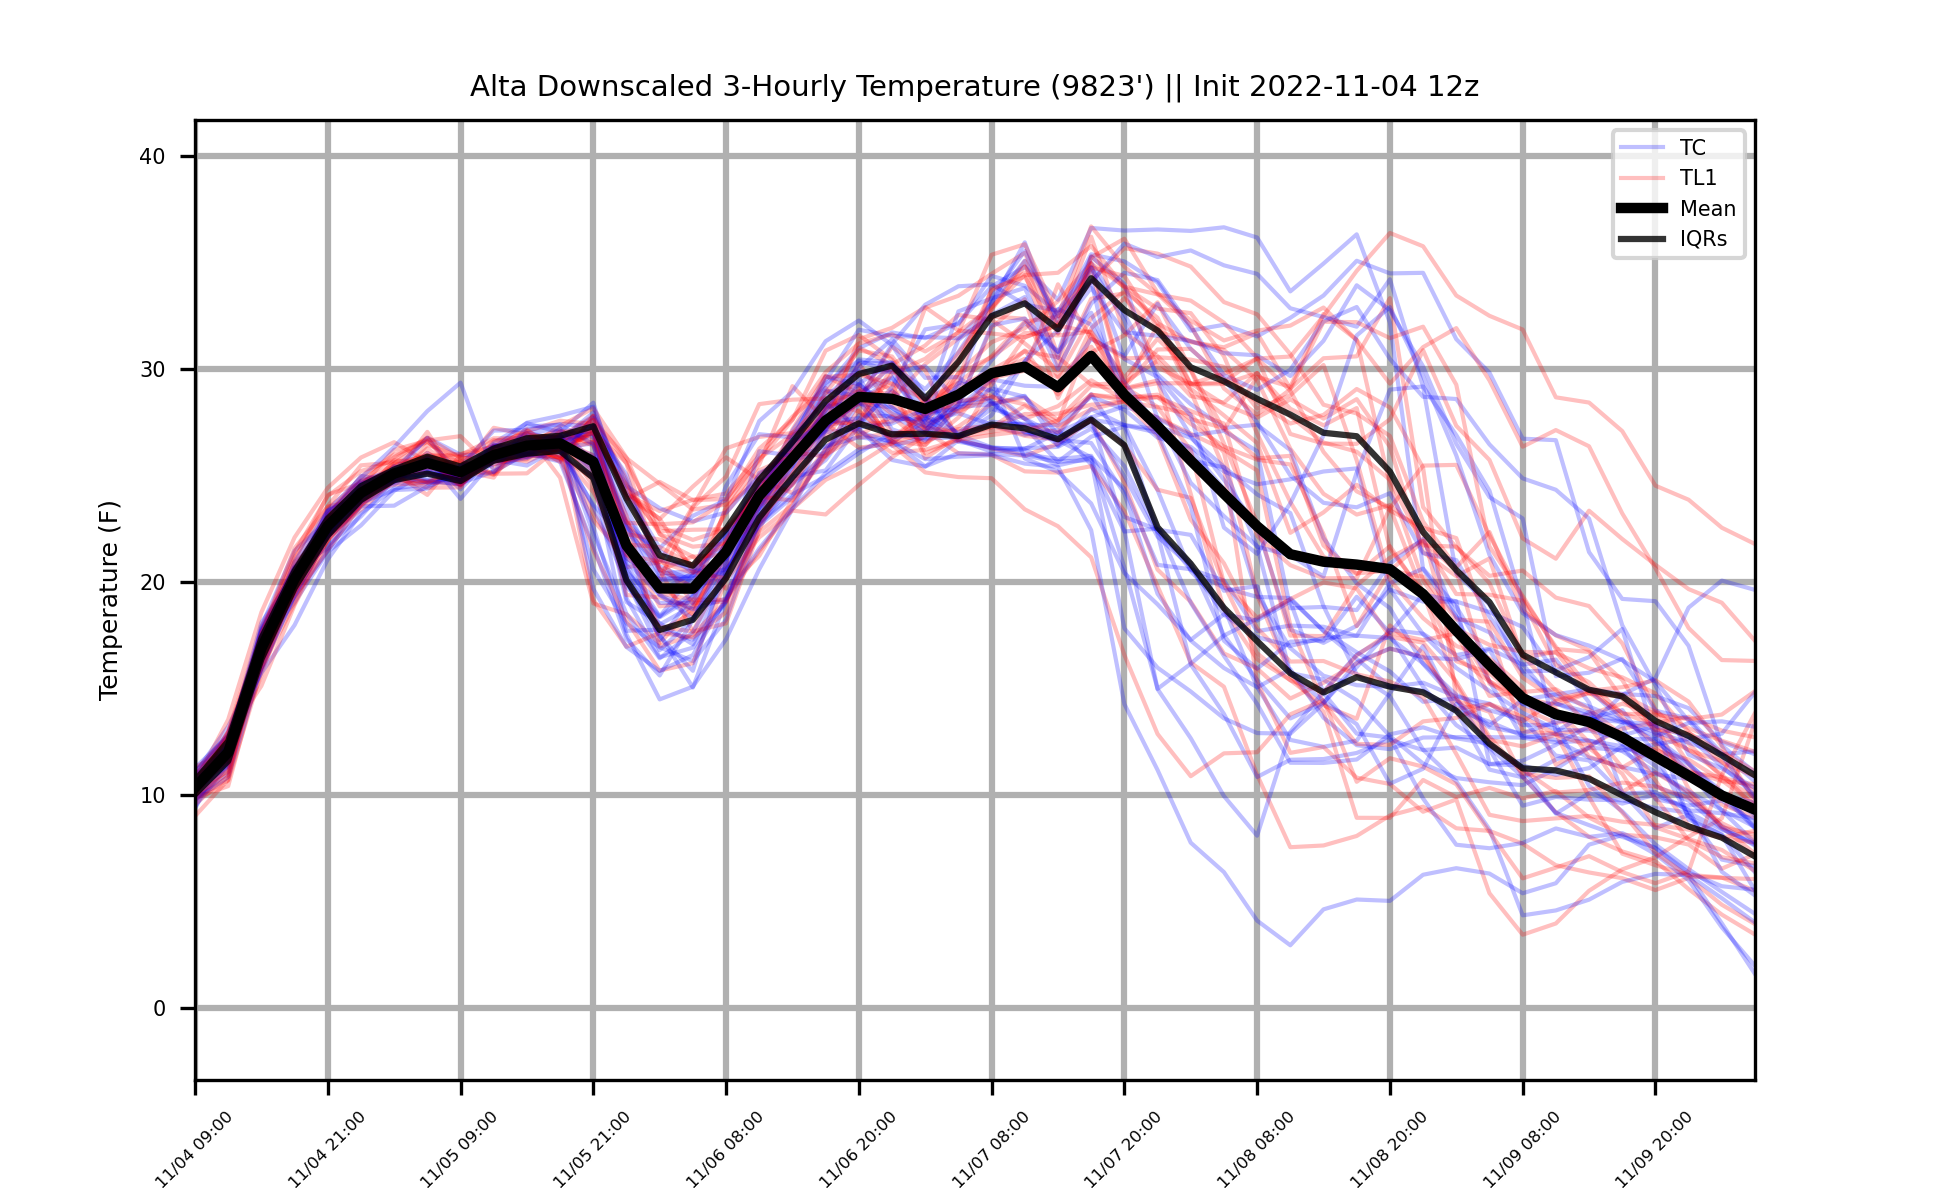 Alta Downscaled 3-Hourly Temperature (9823') || Init 2022-11-04 12z
TC
TL1
Mean
IQRs
Temperature (F)
40
30
20
10
0
11/04 09:00
11/04 21:00
11/05 09:00
11/05 21:00
11/06 08:00
11/06 20:00
11/07 08:00
11/07 20:00
11/08 08:00
11/08 20:00
11/09 08:00
11/09 20:00